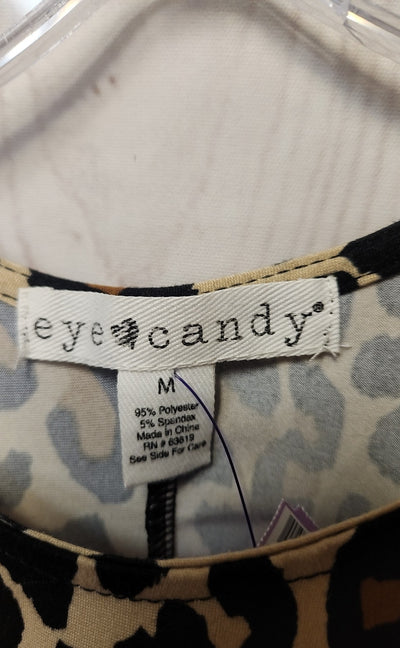 eye candy®
M
95% Polyester
5% Spandex
Made in China
RN # 63619
See Side For Care